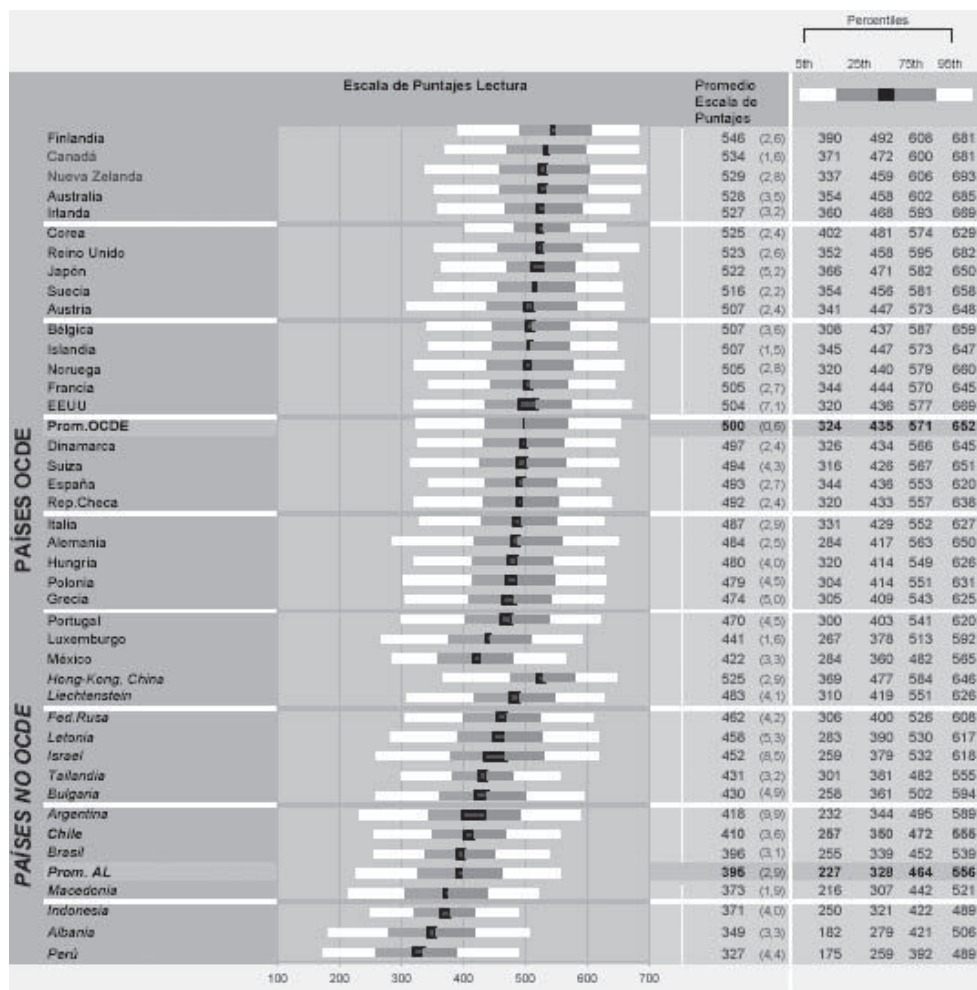 Percentiles
5th 25th 75th 95th
Escala de Puntajes Lectura
Promedio
Escala de
Puntajes
PAÍSES OCDE
Finlandia 546 (2,6) 390 492 608 681
Canadá 534 (1,6) 371 472 600 681
Nueva Zelanda 529 (2,8) 337 459 606 693
Australia 528 (3,5) 354 458 602 685
Irlanda 527 (3,2) 360 468 593 669
Corea 525 (2,4) 402 481 574 629
Reino Unido 523 (2,6) 352 458 595 682
Japón 522 (5,2) 366 471 582 650
Suecia 516 (2,2) 354 456 581 658
Austria 507 (2,4) 341 447 573 648
Bélgica 507 (3,6) 308 437 587 659
Islandia 507 (1,5) 345 447 573 647
Noruega 505 (2,8) 320 440 579 660
Francia 505 (2,7) 344 444 570 645
EEUU 504 (7,1) 320 436 577 669
Prom.OCDE 500 (0,6) 324 435 571 652
Dinamarca 497 (2,4) 326 434 566 645
Suiza 494 (4,3) 316 426 567 651
España 493 (2,7) 344 436 553 620
Rep.Checa 492 (2,4) 320 433 557 638
Italia 487 (2,9) 331 429 552 627
Alemania 484 (2,5) 284 417 563 650
Hungría 480 (4,0) 320 414 549 626
Polonia 479 (4,5) 304 414 551 631
Grecia 474 (5,0) 305 409 543 625
Portugal 470 (4,5) 300 403 541 620
Luxemburgo 441 (1,6) 267 378 513 592
México 422 (3,3) 284 360 482 565
PAÍSES NO OCDE
Hong-Kong, China 525 (2,9) 369 477 584 646
Liechtenstein 483 (4,1) 310 419 551 626
Fed.Rusa 462 (4,2) 306 400 526 608
Letonia 458 (5,3) 283 390 530 617
Israel 452 (8,5) 259 379 532 618
Tailandia 431 (3,2) 301 381 482 555
Bulgaria 430 (4,9) 258 361 502 594
Argentina 418 (9,9) 232 344 495 589
Chile 410 (3,6) 257 350 472 556
Brasil 396 (3,1) 255 339 452 539
Prom. AL 395 (2,9) 227 328 464 556
Macedonia 373 (1,9) 216 307 442 521
Indonesia 371 (4,0) 250 321 422 489
Albania 349 (3,3) 182 279 421 506
Perú 327 (4,4) 175 259 392 489
100 200 300 400 500 600 700